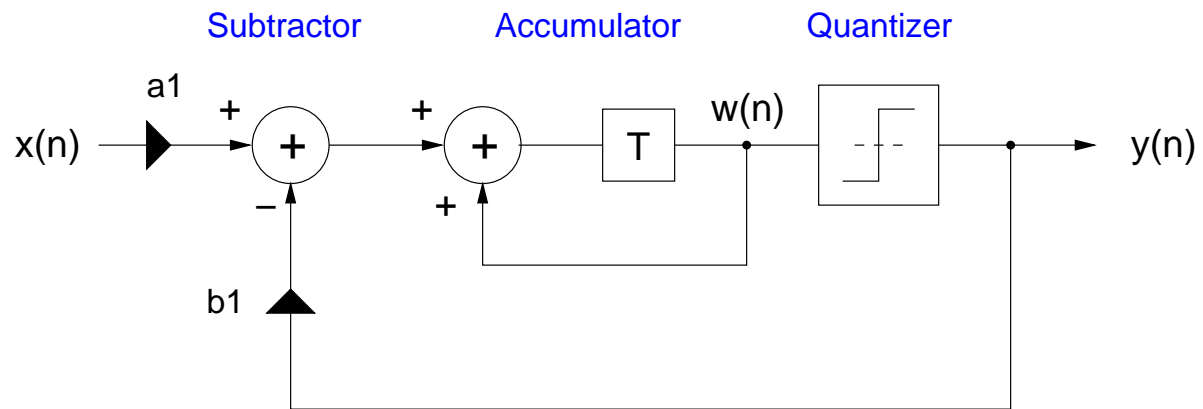 Subtractor Accumulator Quantizer
a1
+ + w(n)
x(n) + + T y(n)
− +
b1